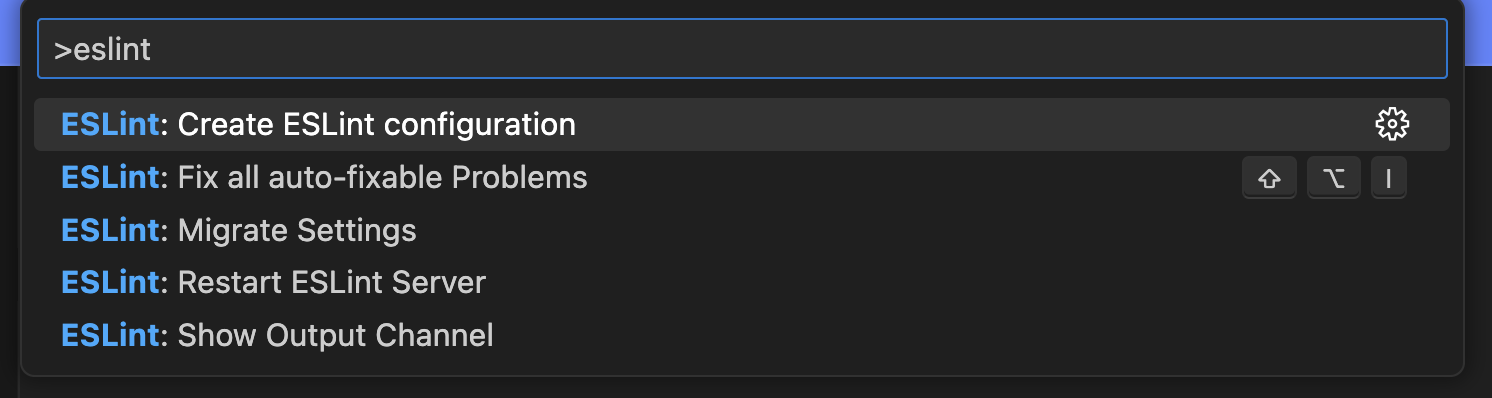 >eslint
ESLint: Create ESLint configuration
ESLint: Fix all auto-fixable Problems ⇧ ⌥ I
ESLint: Migrate Settings
ESLint: Restart ESLint Server
ESLint: Show Output Channel